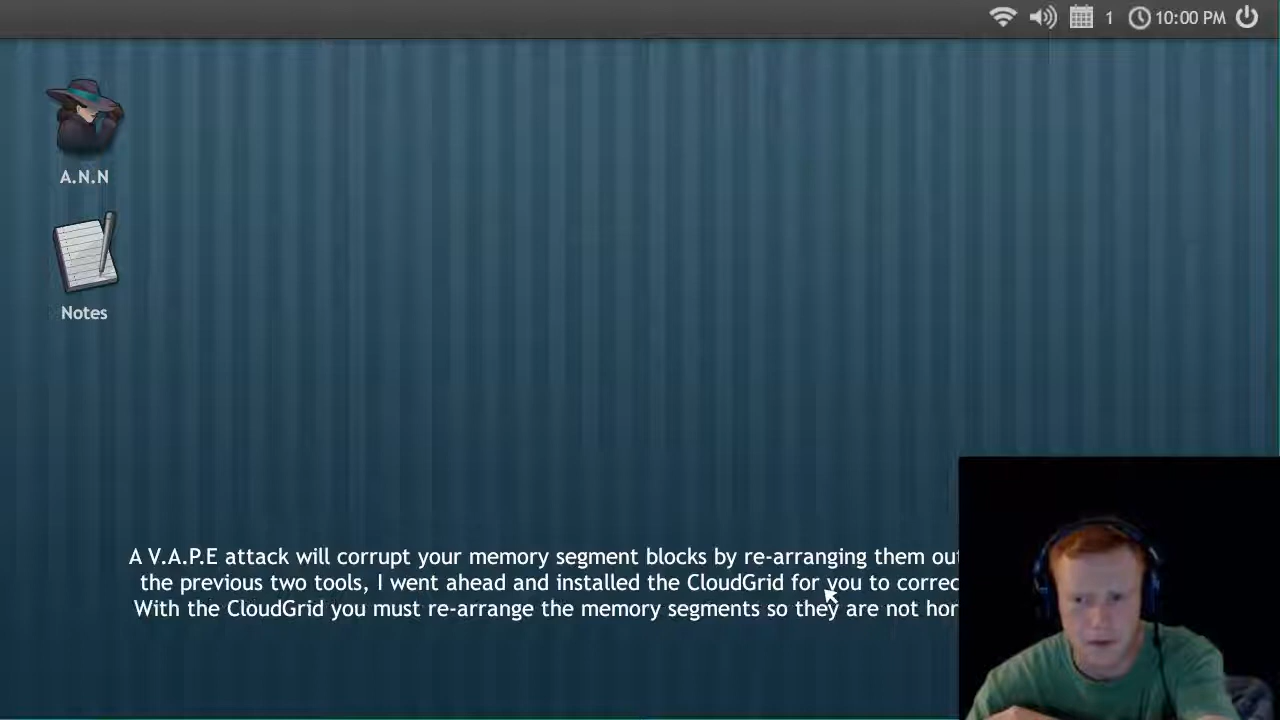 1 10:00 PM
A.N.N
Notes
A V.A.P.E attack will corrupt your memory segment blocks by re-arranging them out
the previous two tools, I went ahead and installed the CloudGrid for you to correc
With the CloudGrid you must re-arrange the memory segments so they are not hor